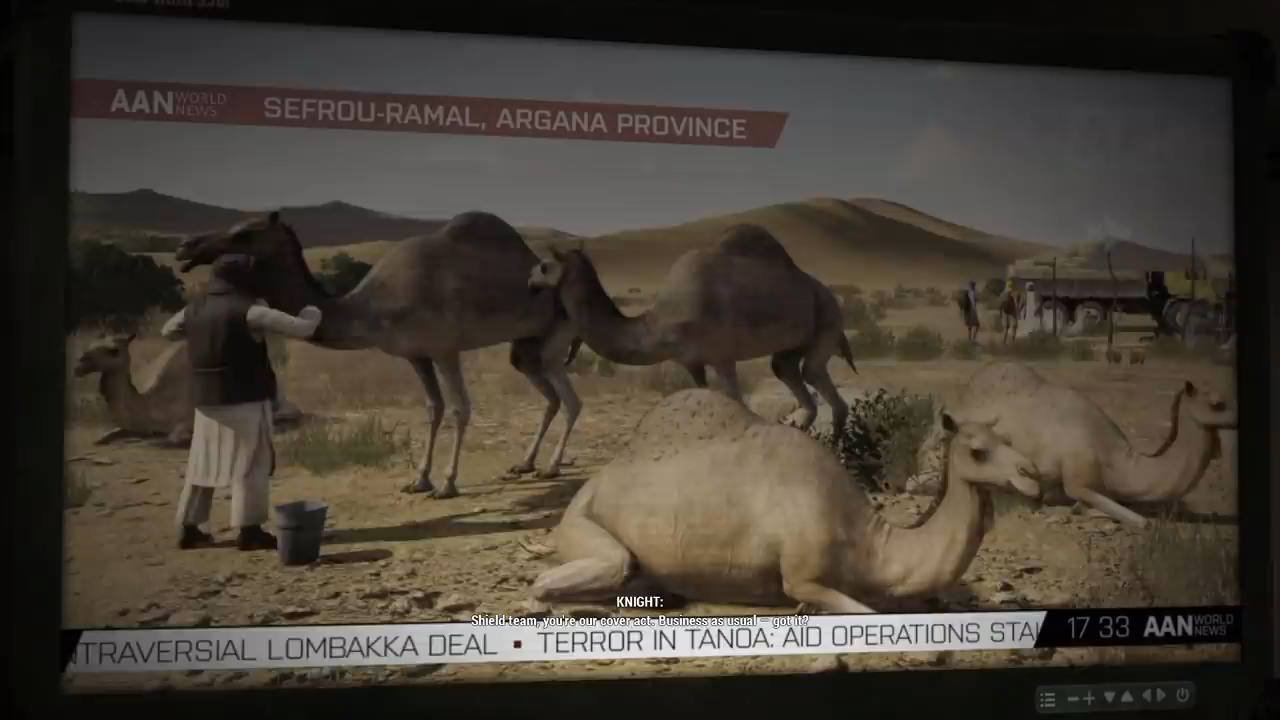 AAN WORLD NEWS
SEFROU-RAMAL, ARGANA PROVINCE
KNIGHT:
Shield team, you're our cover act. Business as usual – got it?
NTRAVERSIAL LOMBAKKA DEAL ▪ TERROR IN TANOA: AID OPERATIONS STAI
17 33 AAN WORLD NEWS